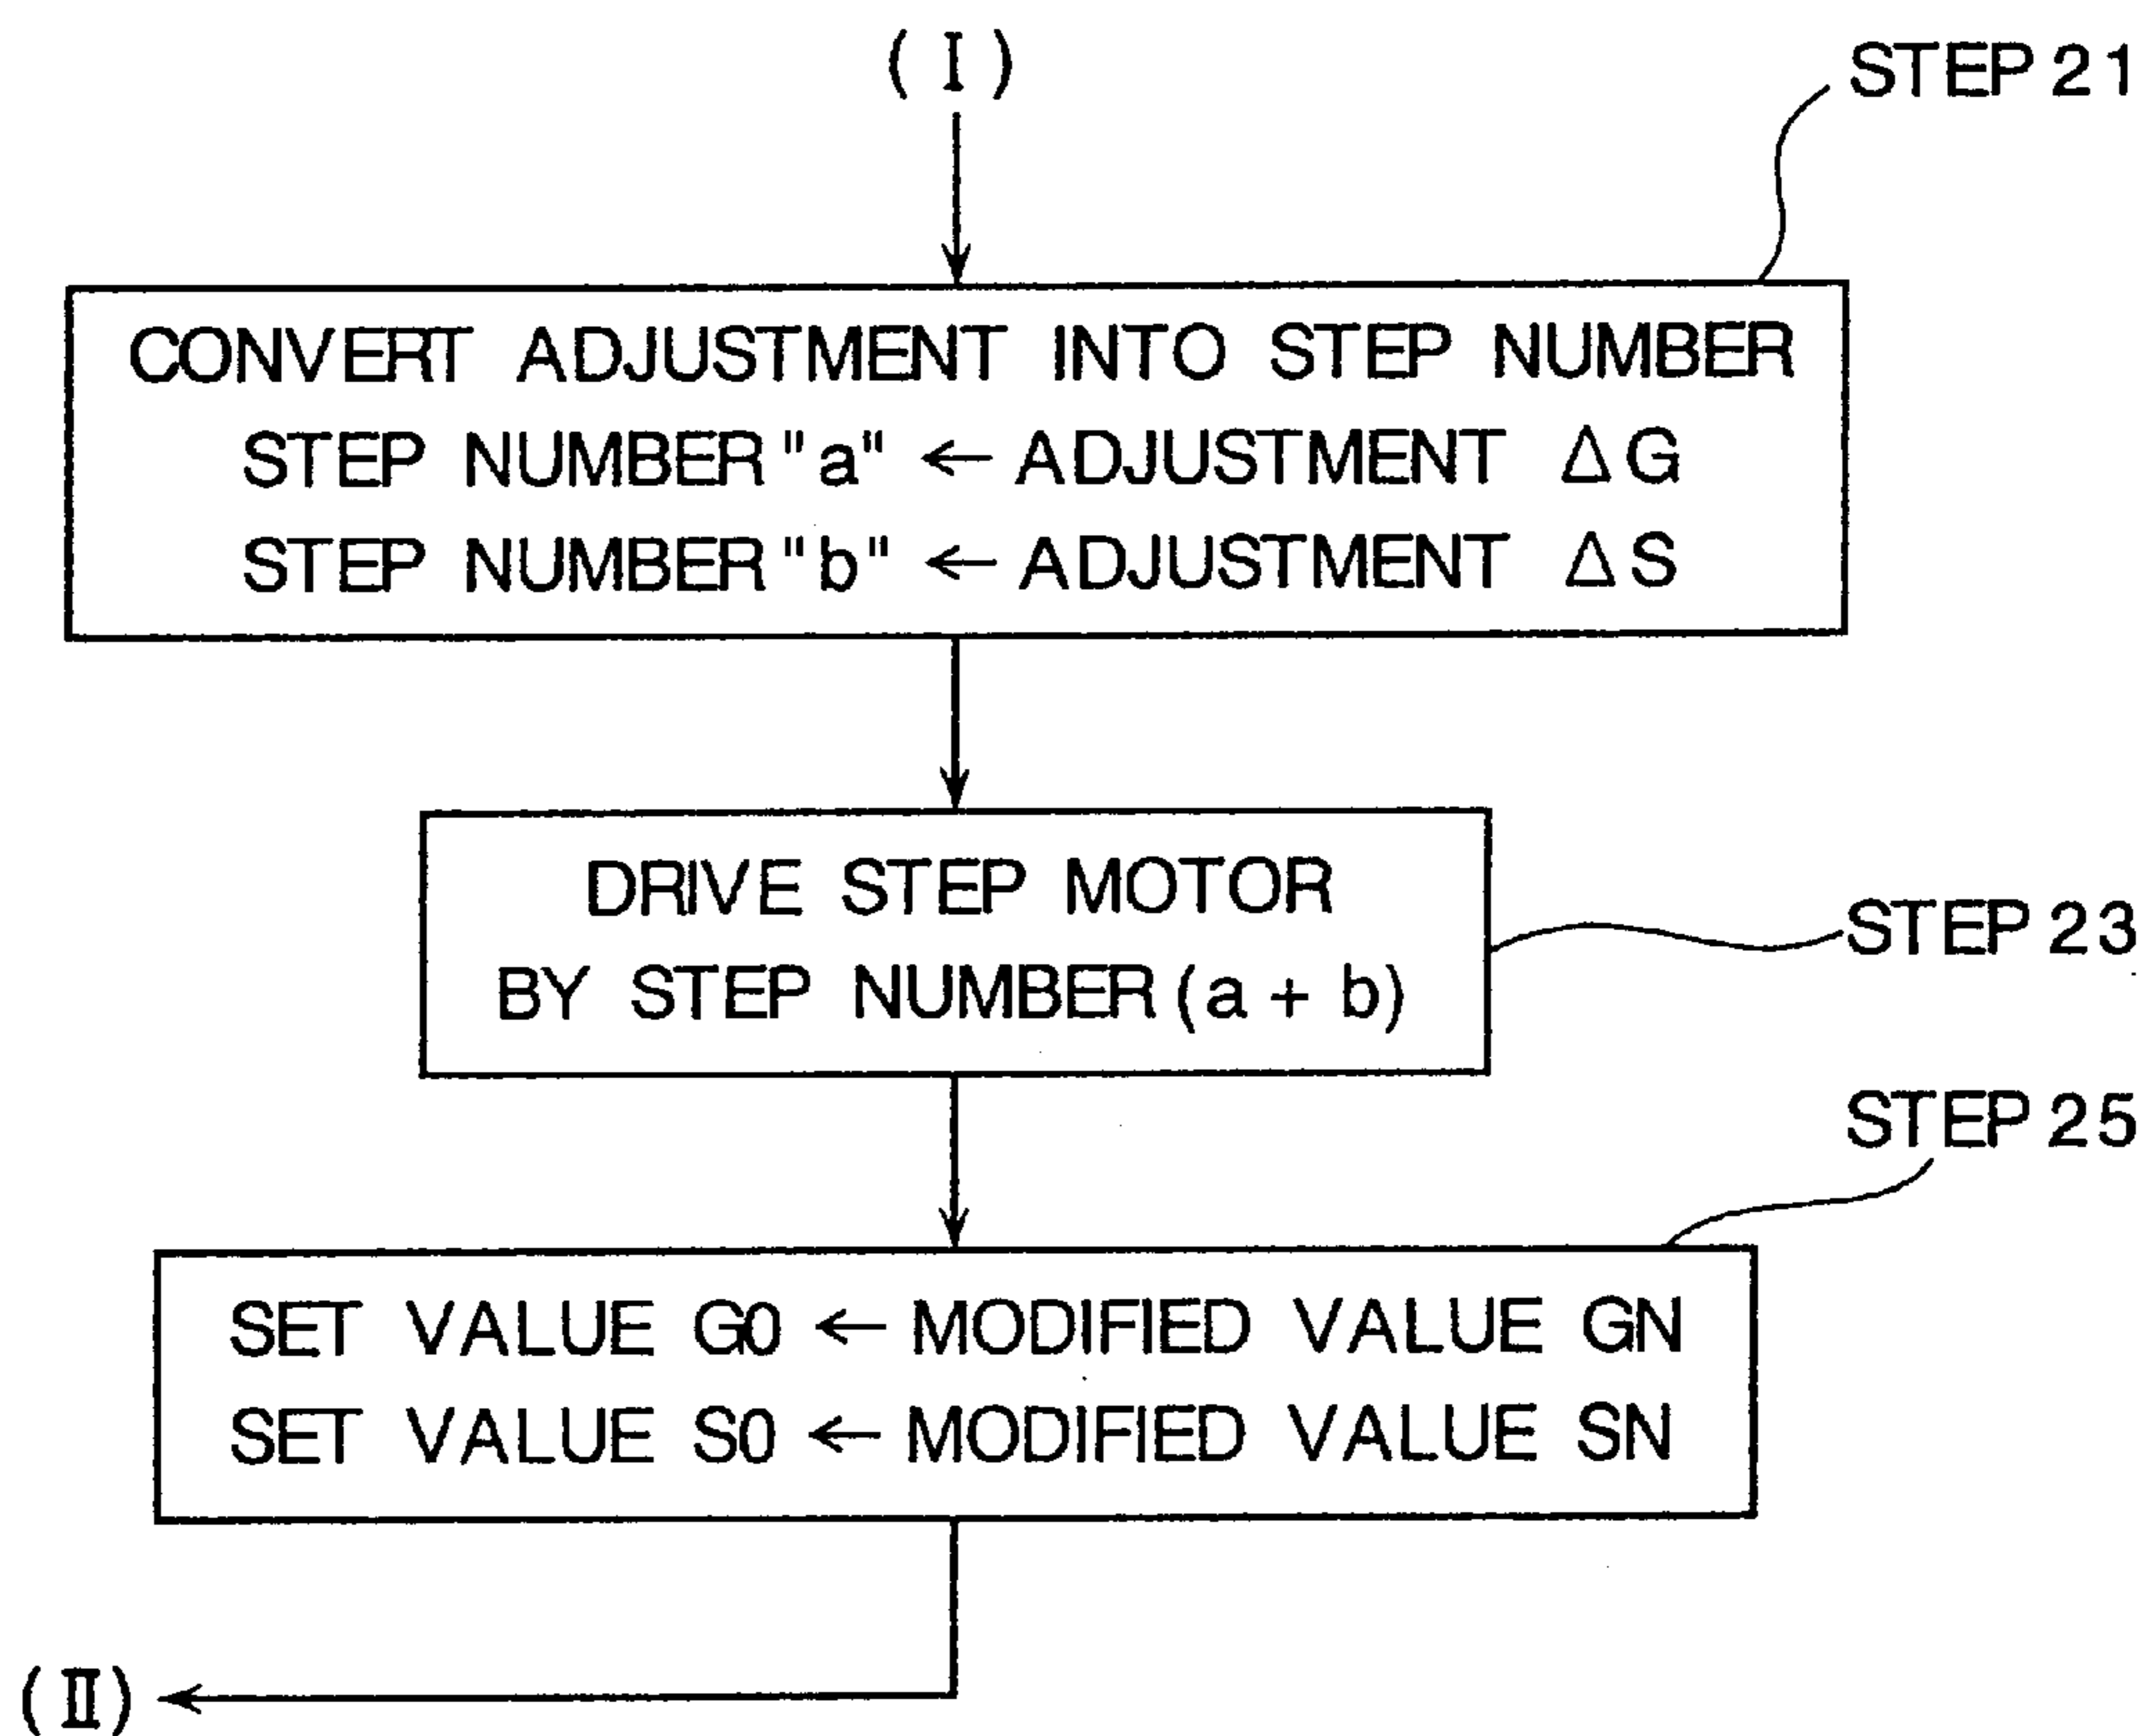 ( I )
STEP 21
CONVERT ADJUSTMENT INTO STEP NUMBER
STEP NUMBER "a" ← ADJUSTMENT ΔG
STEP NUMBER "b" ← ADJUSTMENT ΔS
DRIVE STEP MOTOR
BY STEP NUMBER (a + b)
STEP 23
STEP 25
SET VALUE G0 ← MODIFIED VALUE GN
SET VALUE S0 ← MODIFIED VALUE SN
( II )